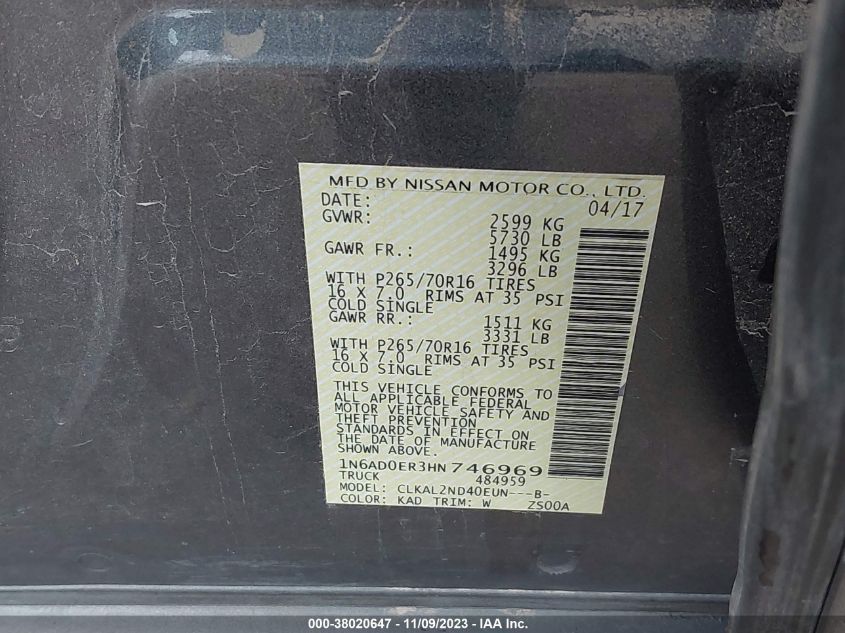 MFD BY NISSAN MOTOR CO., LTD.
DATE: 04/17
GVWR: 2599 KG
5730 LB
GAWR FR.: 1495 KG
3296 LB
WITH P265/70R16 TIRES
16 X 7.0 RIMS AT 35 PSI
COLD SINGLE
GAWR RR.: 1511 KG
3331 LB
WITH P265/70R16 TIRES
16 X 7.0 RIMS AT 35 PSI
COLD SINGLE
THIS VEHICLE CONFORMS TO
ALL APPLICABLE FEDERAL
MOTOR VEHICLE SAFETY AND
THEFT PREVENTION
STANDARDS IN EFFECT ON
THE DATE OF MANUFACTURE
SHOWN ABOVE.
1N6AD0ER3HN746969
TRUCK 484959
MODEL: CLKAL2ND40EUN---B-
COLOR: KAD TRIM: W ZS00A
000-38020647 - 11/09/2023 - IAA Inc.